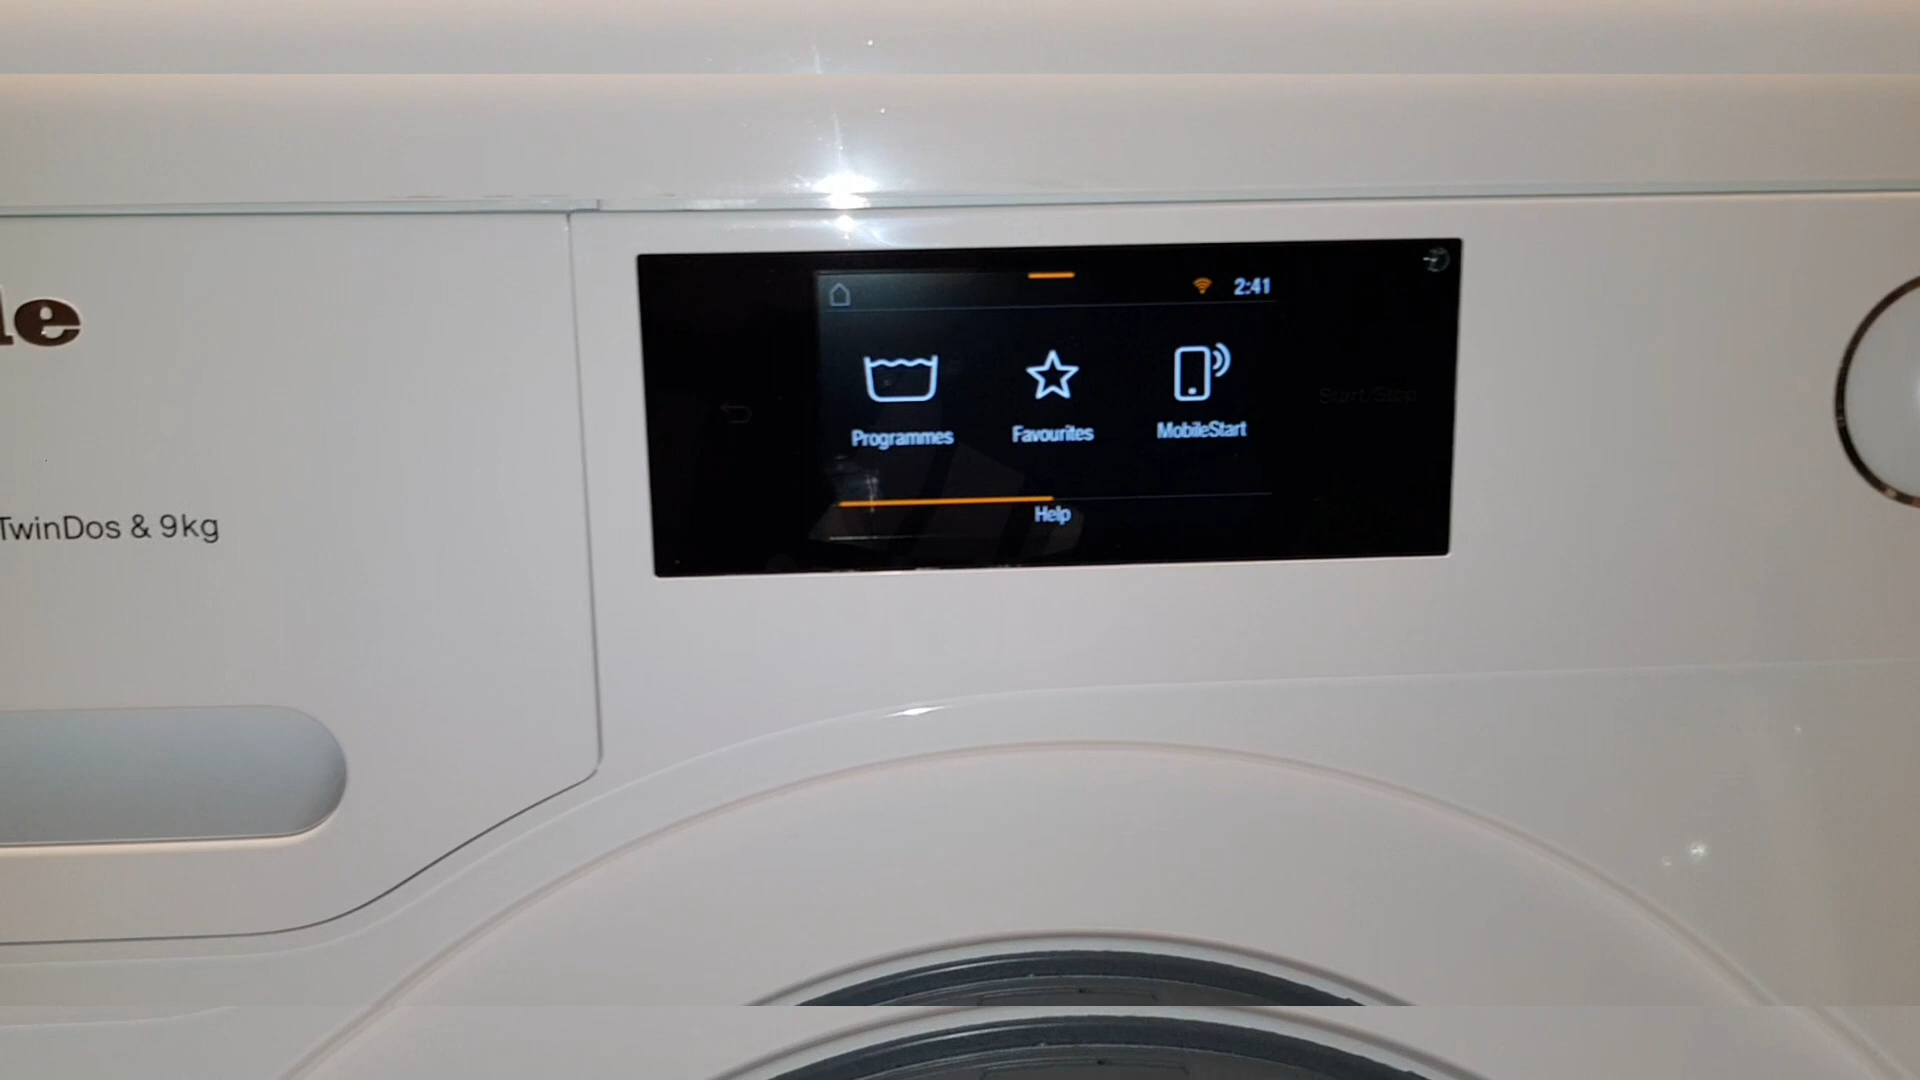 le
TwinDos & 9kg
2:41
Programmes
Favourites
MobileStart
Start/Stop
Help